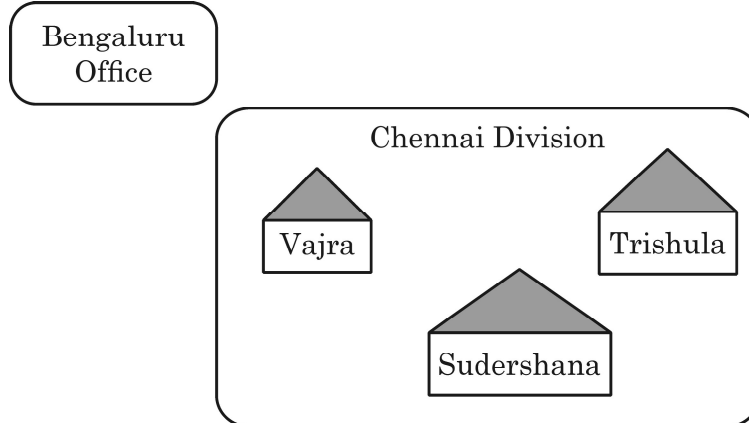 Bengaluru
Office
Chennai Division
Vajra
Trishula
Sudershana